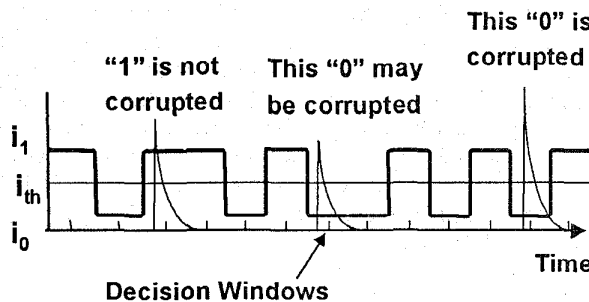 This “0” is
corrupted
“1” is not
corrupted
This “0” may
be corrupted
i1
ith
i0
Time
Decision Windows